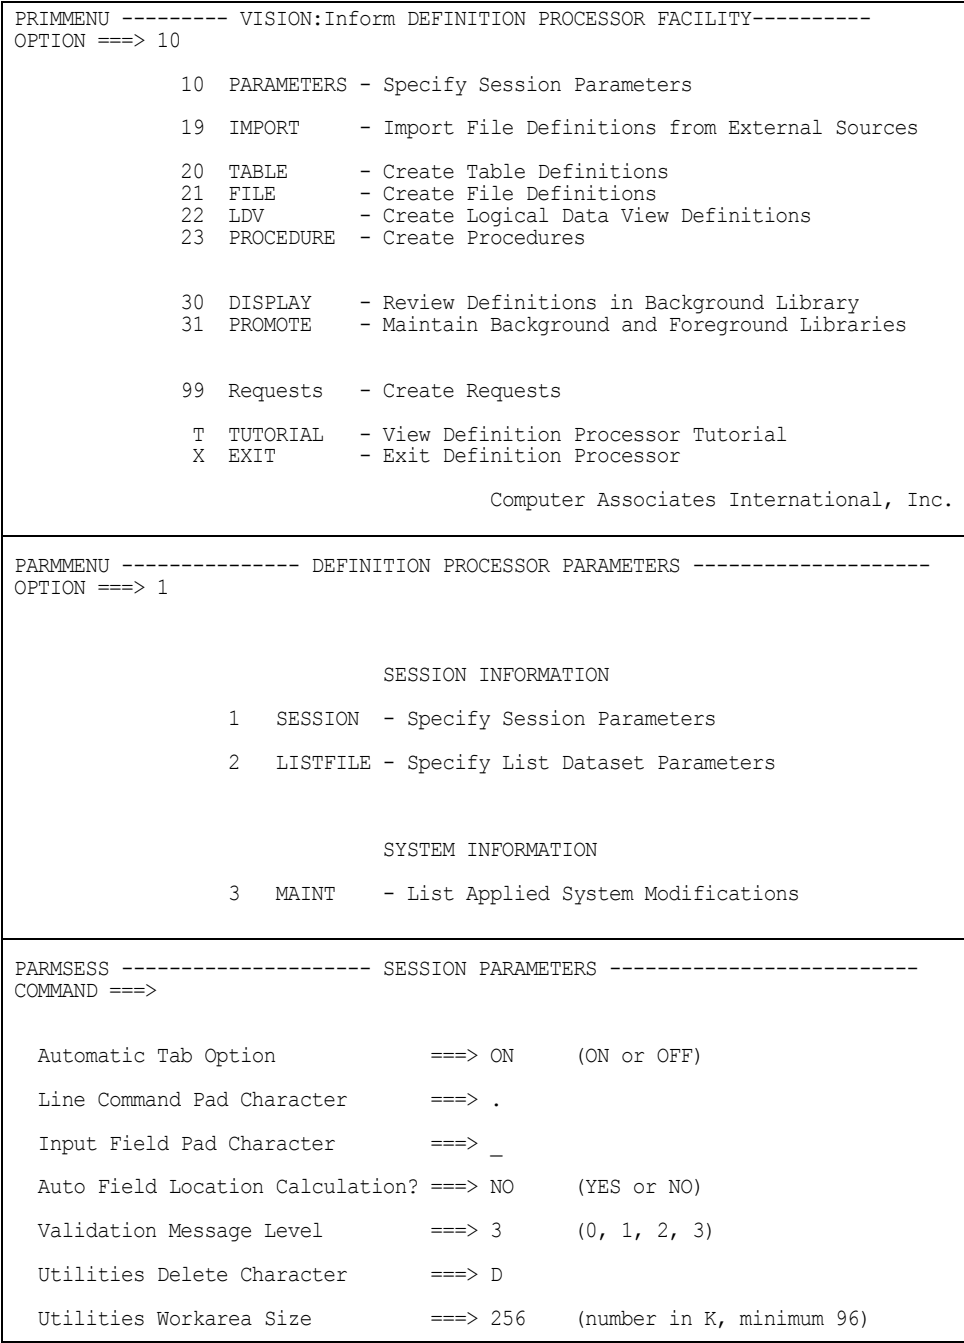 PRIMMENU --------- VISION:Inform DEFINITION PROCESSOR FACILITY----------
OPTION ===> 10
10 PARAMETERS - Specify Session Parameters
19 IMPORT - Import File Definitions from External Sources
20 TABLE - Create Table Definitions
21 FILE - Create File Definitions
22 LDV - Create Logical Data View Definitions
23 PROCEDURE - Create Procedures
30 DISPLAY - Review Definitions in Background Library
31 PROMOTE - Maintain Background and Foreground Libraries
99 Requests - Create Requests
T TUTORIAL - View Definition Processor Tutorial
X EXIT - Exit Definition Processor
Computer Associates International, Inc.
PARMMENU --------------- DEFINITION PROCESSOR PARAMETERS --------------------
OPTION ===> 1
SESSION INFORMATION
1 SESSION - Specify Session Parameters
2 LISTFILE - Specify List Dataset Parameters
SYSTEM INFORMATION
3 MAINT - List Applied System Modifications
PARMSESS --------------------- SESSION PARAMETERS --------------------------
COMMAND ===>
Automatic Tab Option ===> ON (ON or OFF)
Line Command Pad Character ===> .
Input Field Pad Character ===> _
Auto Field Location Calculation? ===> NO (YES or NO)
Validation Message Level ===> 3 (0, 1, 2, 3)
Utilities Delete Character ===> D
Utilities Workarea Size ===> 256 (number in K, minimum 96)